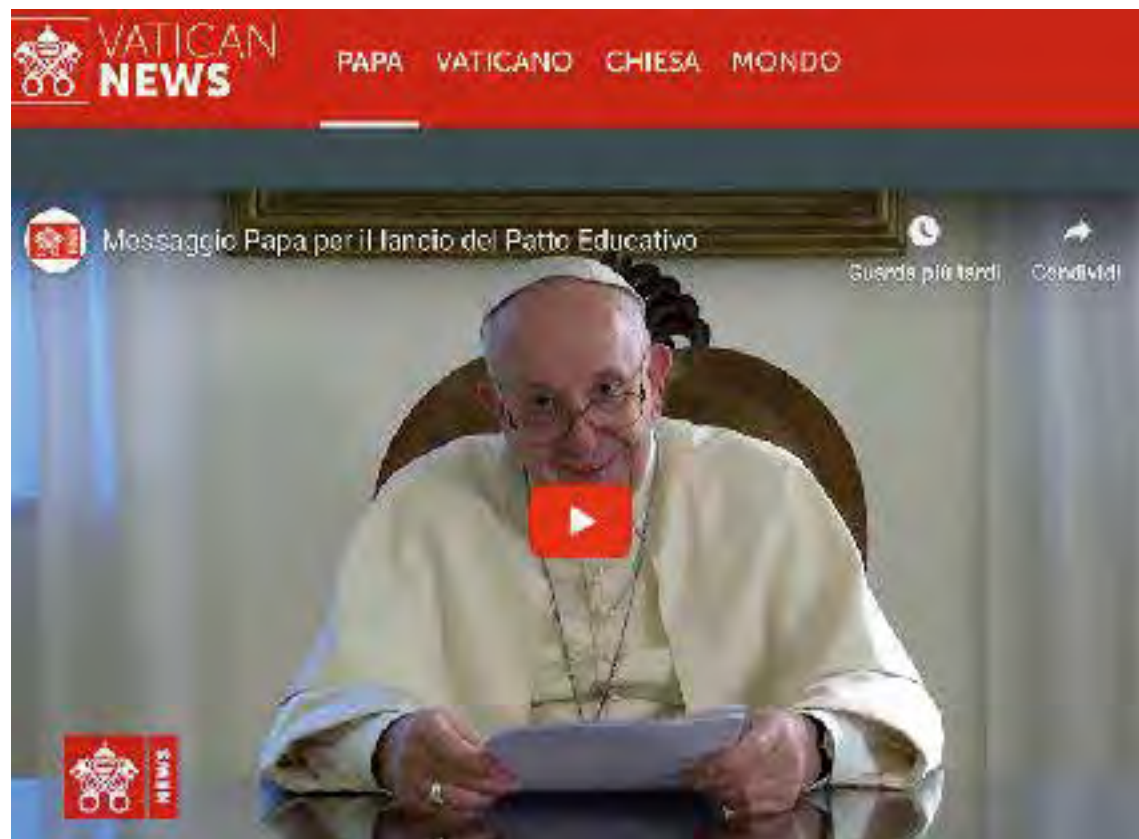 VATICAN
NEWS
PAPA VATICANO CHIESA MONDO
Messaggio Papa per il lancio del Patto Educativo
Guarda più tardi Condividi
NEWS